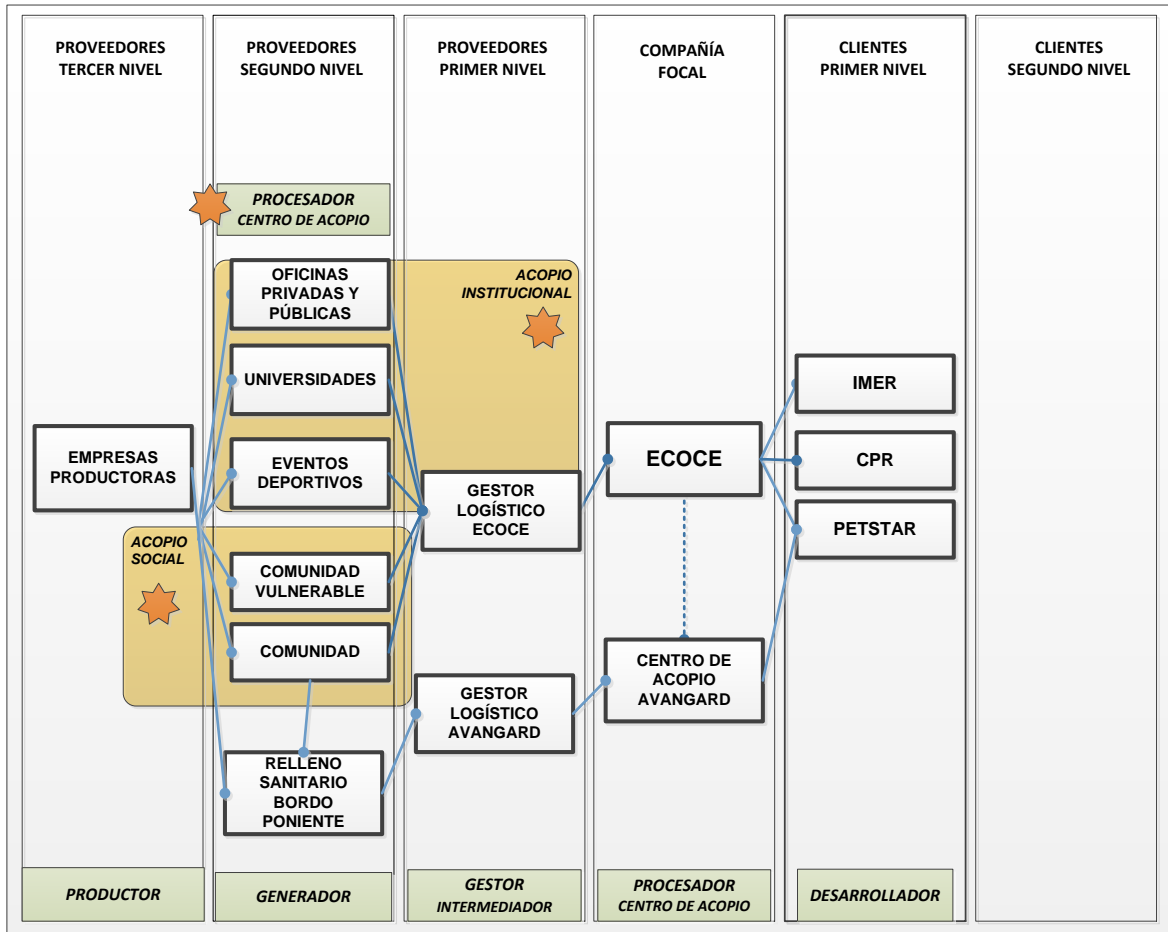 PROVEEDORES
TERCER NIVEL
PROVEEDORES
SEGUNDO NIVEL
PROVEEDORES
PRIMER NIVEL
COMPAÑÍA
FOCAL
CLIENTES
PRIMER NIVEL
CLIENTES
SEGUNDO NIVEL
PROCESADOR
CENTRO DE ACOPIO
OFICINAS
PRIVADAS Y
PÚBLICAS
ACOPIO
INSTITUCIONAL
UNIVERSIDADES
EVENTOS
DEPORTIVOS
EMPRESAS
PRODUCTORAS
GESTOR
LOGÍSTICO
ECOCE
ECOCE
IMER
CPR
PETSTAR
ACOPIO
SOCIAL
COMUNIDAD
VULNERABLE
COMUNIDAD
CENTRO DE
ACOPIO
AVANGARD
GESTOR
LOGÍSTICO
AVANGARD
RELLENO
SANITARIO
BORDO
PONIENTE
PRODUCTOR
GENERADOR
GESTOR
INTERMEDIADOR
PROCESADOR
CENTRO DE ACOPIO
DESARROLLADOR